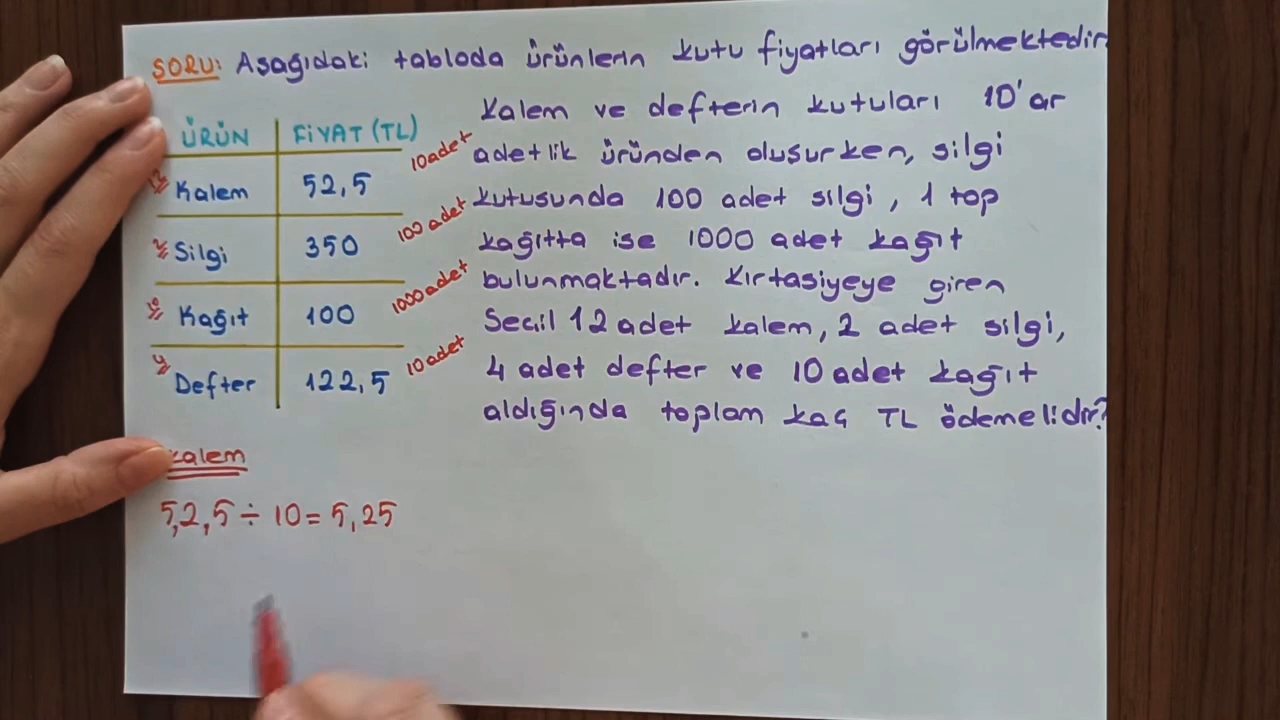 SORU: Aşağıdaki tabloda ürünlerin kutu fiyatları görülmektedir.
ÜRÜN FİYAT (TL)
Kalem 52,5 10 adet
Silgi 350 100 adet
Kağıt 100 1000 adet
Defter 122,5 10 adet
Kalem ve defterin kutuları 10'ar
adetlik üründen oluşurken, silgi
kutusunda 100 adet silgi, 1 top
kağıtta ise 1000 adet kağıt
bulunmaktadır. Kırtasiyeye giren
Seçil 12 adet kalem, 2 adet silgi,
4 adet defter ve 10 adet kağıt
aldığında toplam kaç TL ödemelidir?
Kalem
5,2,5 ÷ 10 = 5,25